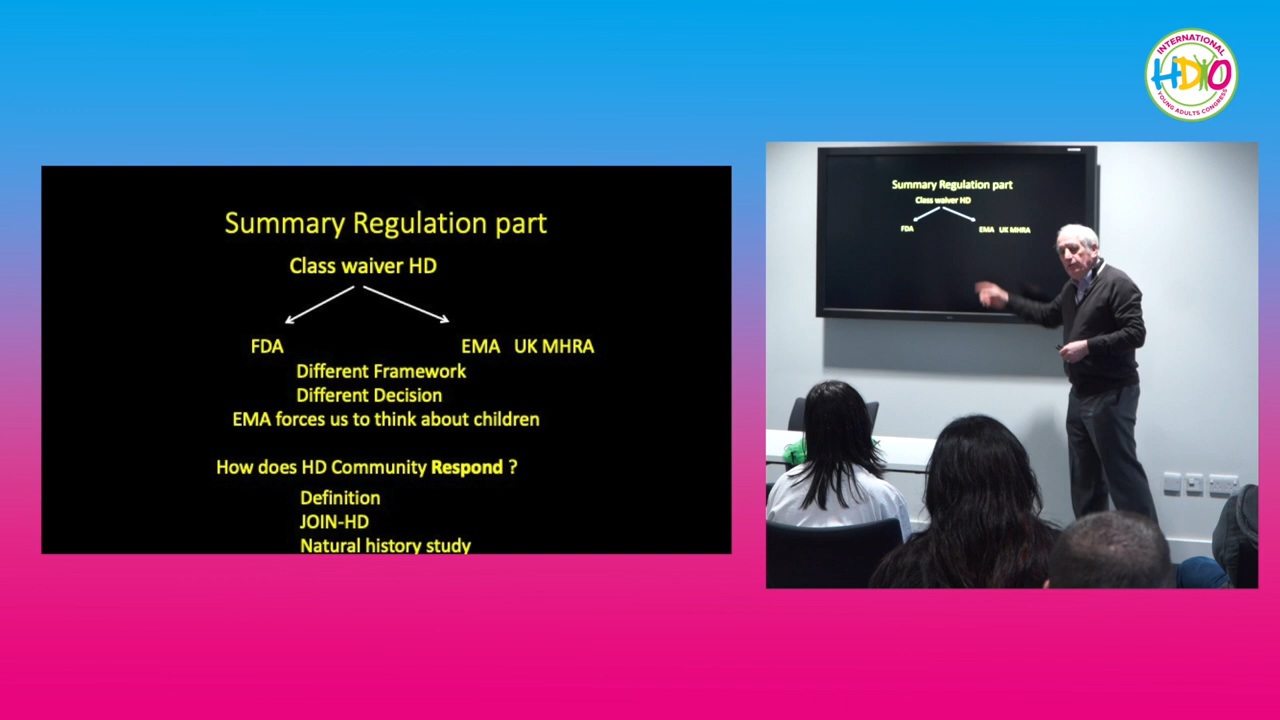 INTERNATIONAL
HDYO
YOUNG ADULTS CONGRESS
Summary Regulation part
Class waiver HD
FDA EMA UK MHRA
Different Framework
Different Decision
EMA forces us to think about children
How does HD Community Respond ?
Definition
JOIN-HD
Natural history study
Summary Regulation part
Class waiver HD
FDA EMA UK MHRA